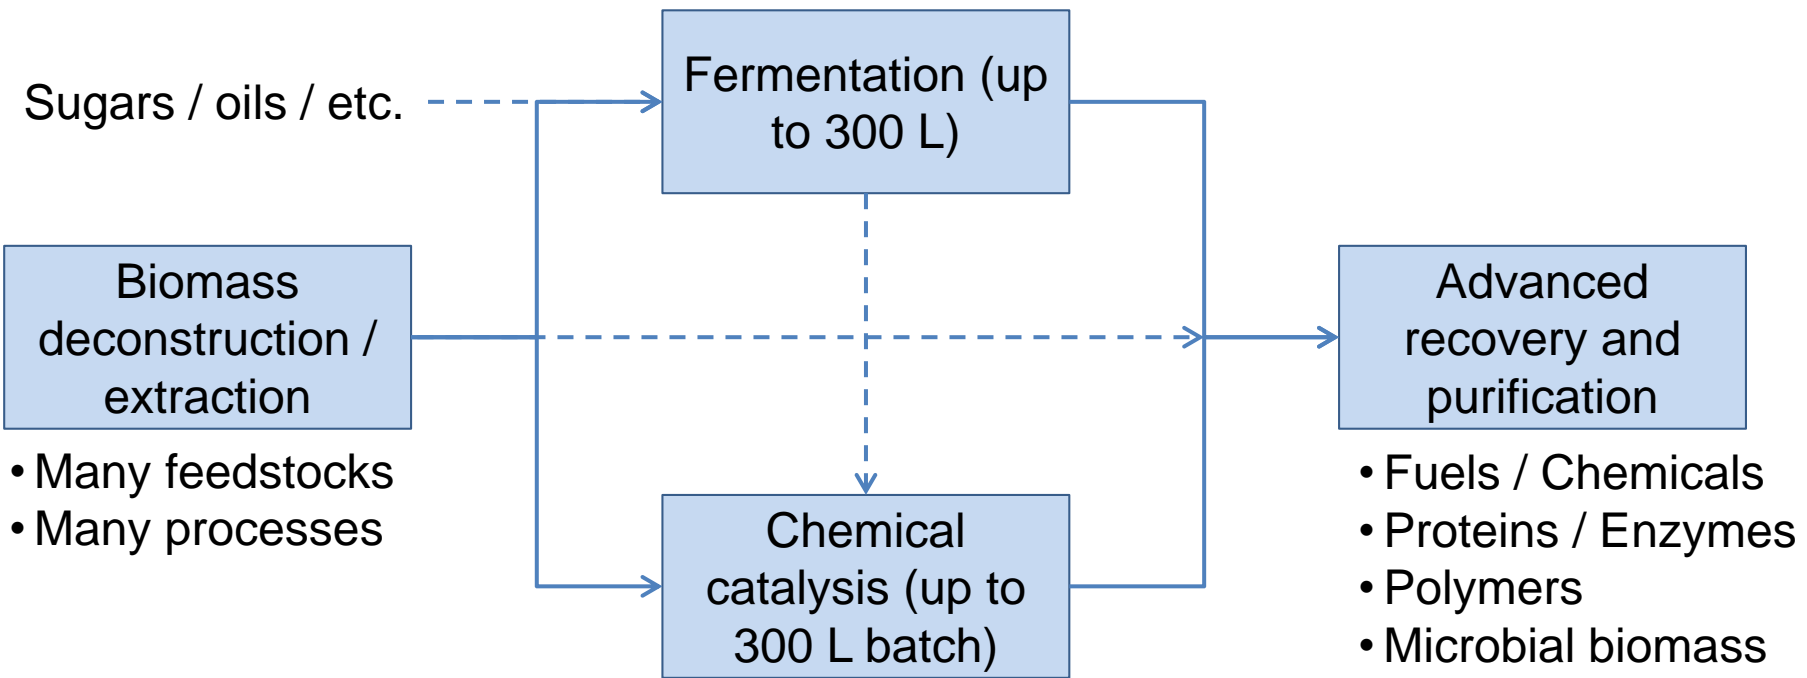 Sugars / oils / etc.
Fermentation (up
to 300 L)
Biomass
deconstruction /
extraction
• Many feedstocks
• Many processes
Chemical
catalysis (up to
300 L batch)
Advanced
recovery and
purification
• Fuels / Chemicals
• Proteins / Enzymes
• Polymers
• Microbial biomass